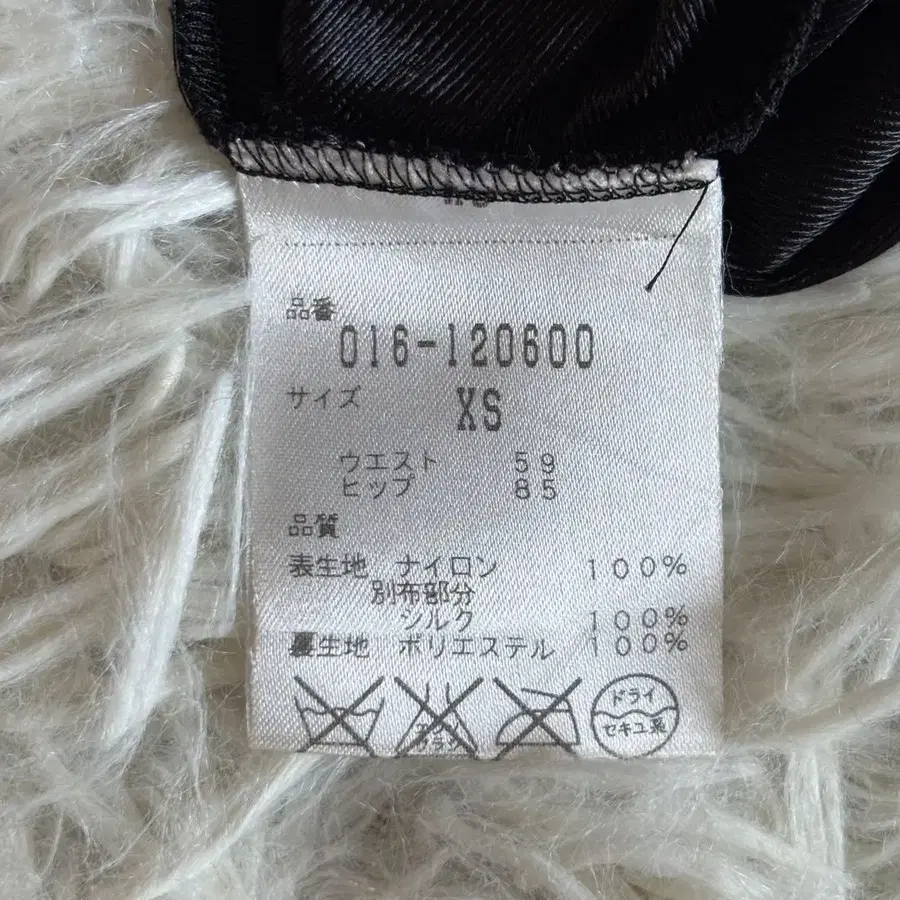 品番
016-120600
サイズ XS
ウエスト 59
ヒップ 85
品質
表生地 ナイロン 100%
別布部分
シルク 100%
裏生地 ポリエステル 100%
ドライ
セキユ系